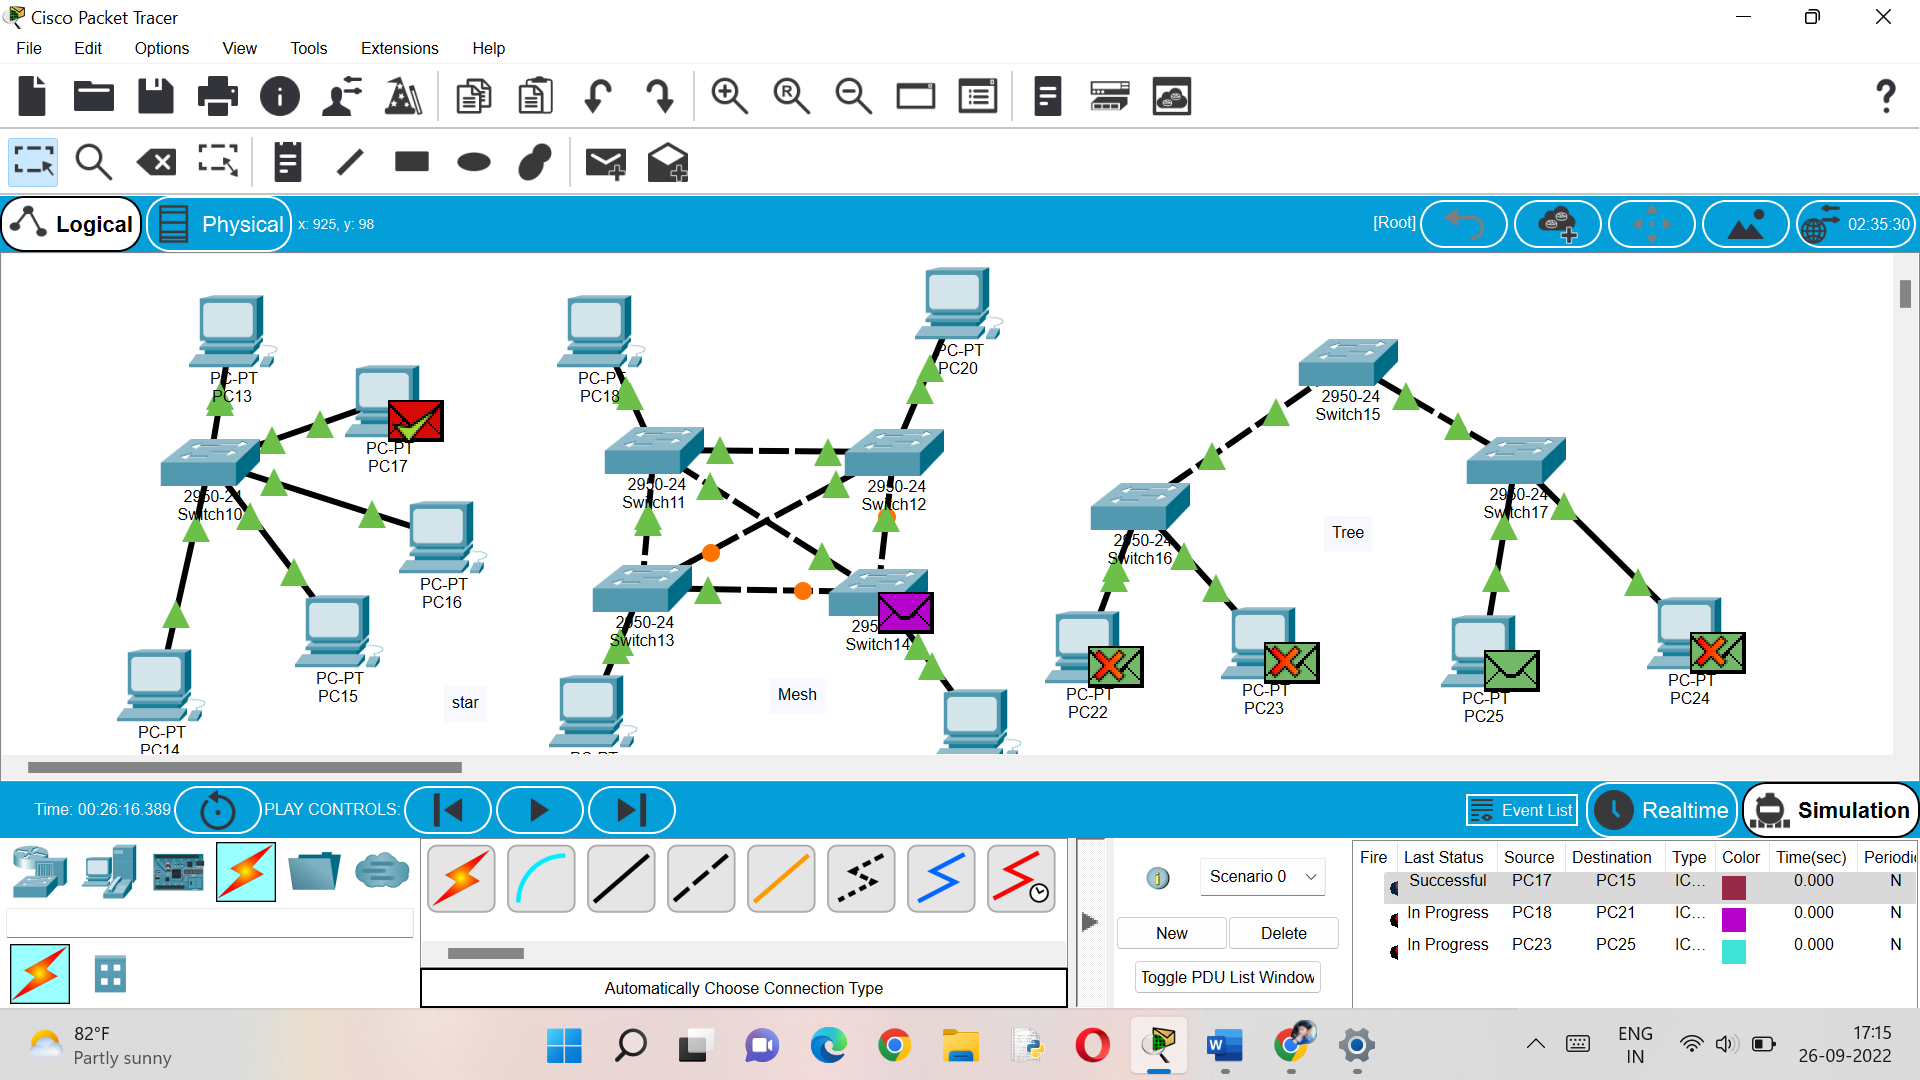 Cisco Packet Tracer
File Edit Options View Tools Extensions Help
Logical Physical x: 925, y: 98 [Root] 02:35:30
PC-PT
PC13
PC-PT
PC17
2950-24
Switch10
PC-PT
PC16
PC-PT
PC15
PC-PT
PC14
star
PC-PT
PC18
PC-PT
PC20
2950-24
Switch11
2950-24
Switch12
2950-24
Switch13
295
Switch14
Mesh
2950-24
Switch15
2950-24
Switch16
2950-24
Switch17
Tree
PC-PT
PC22
PC-PT
PC23
PC-PT
PC25
PC-PT
PC24
Time: 00:26:16.389 PLAY CONTROLS: Event List Realtime Simulation
Automatically Choose Connection Type
Scenario 0
New Delete
Toggle PDU List Window
Fire Last Status Source Destination Type Color Time(sec) Periodic
Successful PC17 PC15 IC... 0.000 N
In Progress PC18 PC21 IC... 0.000 N
In Progress PC23 PC25 IC... 0.000 N
82°F
Partly sunny
ENG
IN
17:15
26-09-2022